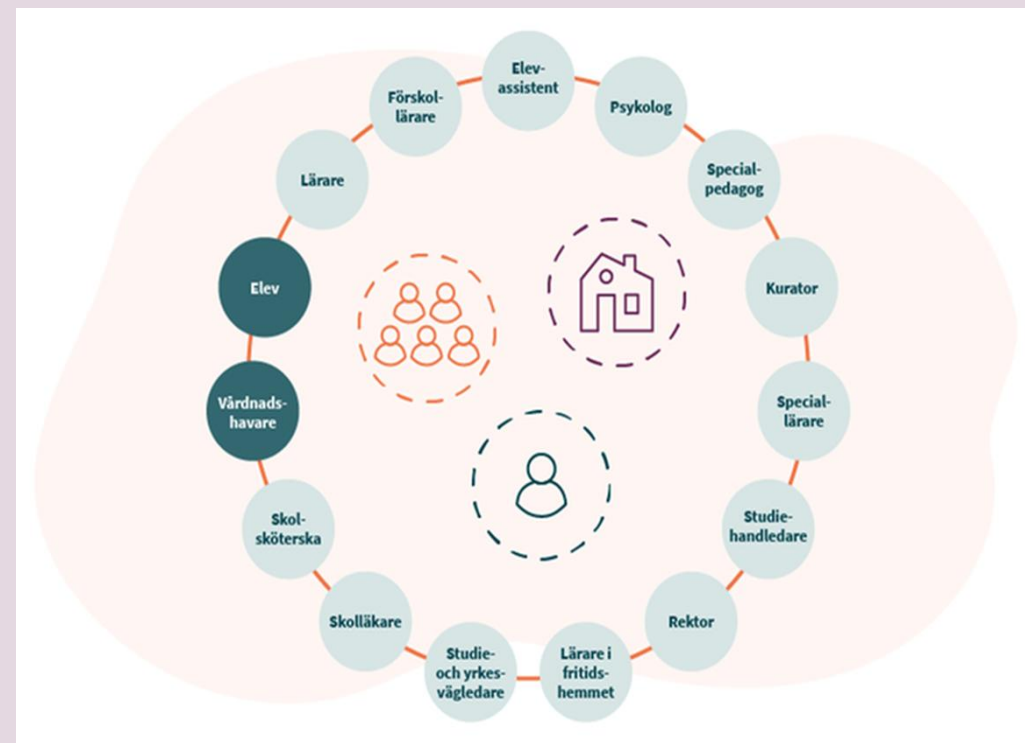 Elev-
assistent
Psykolog
Special-
pedagog
Kurator
Special-
lärare
Studie-
handledare
Rektor
Lärare i
fritids-
hemmet
Studie-
och yrkes-
vägledare
Skolläkare
Skol-
sköterska
Vårdnads-
havare
Elev
Lärare
Förskol-
lärare